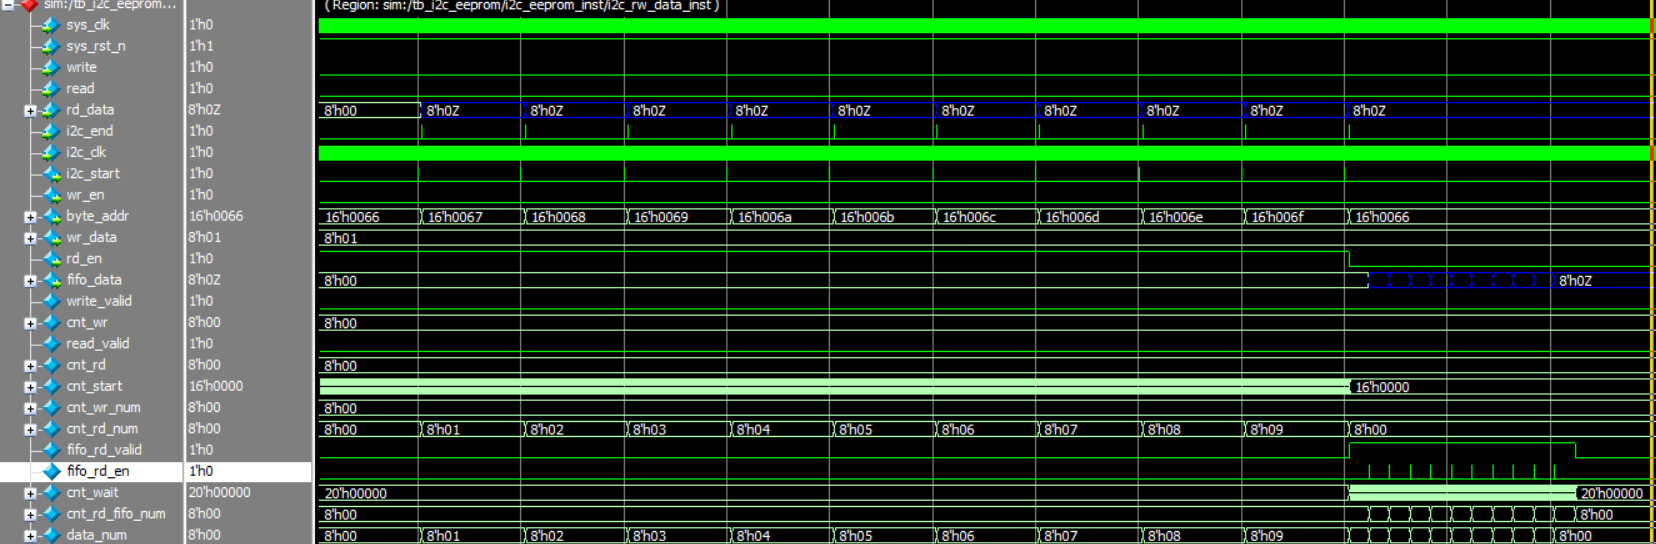 sim:/tb_i2c_eeprom... ( Region: sim:/tb_i2c_eeprom/i2c_eeprom_inst/i2c_rw_data_inst )
sys_clk 1'h0
sys_rst_n 1'h1
write 1'h0
read 1'h0
rd_data 8'h0Z 8'h00 8'h0Z 8'h0Z 8'h0Z 8'h0Z 8'h0Z 8'h0Z 8'h0Z 8'h0Z 8'h0Z 8'h0Z
i2c_end 1'h0
i2c_clk 1'h0
i2c_start 1'h0
wr_en 1'h0
byte_addr 16'h0066 16'h0066 16'h0067 16'h0068 16'h0069 16'h006a 16'h006b 16'h006c 16'h006d 16'h006e 16'h006f 16'h0066
wr_data 8'h01 8'h01
rd_en 1'h0
fifo_data 8'h0Z 8'h00 8'h0Z
write_valid 1'h0
cnt_wr 8'h00 8'h00
read_valid 1'h0
cnt_rd 8'h00 8'h00
cnt_start 16'h0000 16'h0000
cnt_wr_num 8'h00 8'h00
cnt_rd_num 8'h00 8'h00 8'h01 8'h02 8'h03 8'h04 8'h05 8'h06 8'h07 8'h08 8'h09 8'h00
fifo_rd_valid 1'h0
fifo_rd_en 1'h0
cnt_wait 20'h00000 20'h00000 20'h00000
cnt_rd_fifo_num 8'h00 8'h00 8'h00
data_num 8'h00 8'h00 8'h01 8'h02 8'h03 8'h04 8'h05 8'h06 8'h07 8'h08 8'h09 8'h00